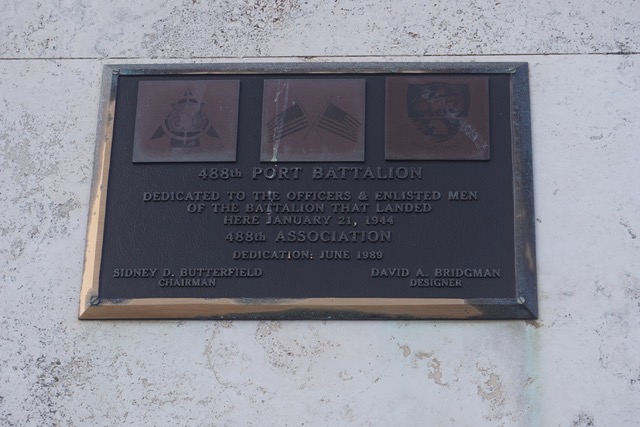 488th PORT BATTALION
DEDICATED TO THE OFFICERS & ENLISTED MEN
OF THE BATTALION THAT LANDED
HERE JANUARY 21, 1944
488th ASSOCIATION
DEDICATION: JUNE 1989
SIDNEY D. BUTTERFIELD DAVID A. BRIDGMAN
CHAIRMAN DESIGNER